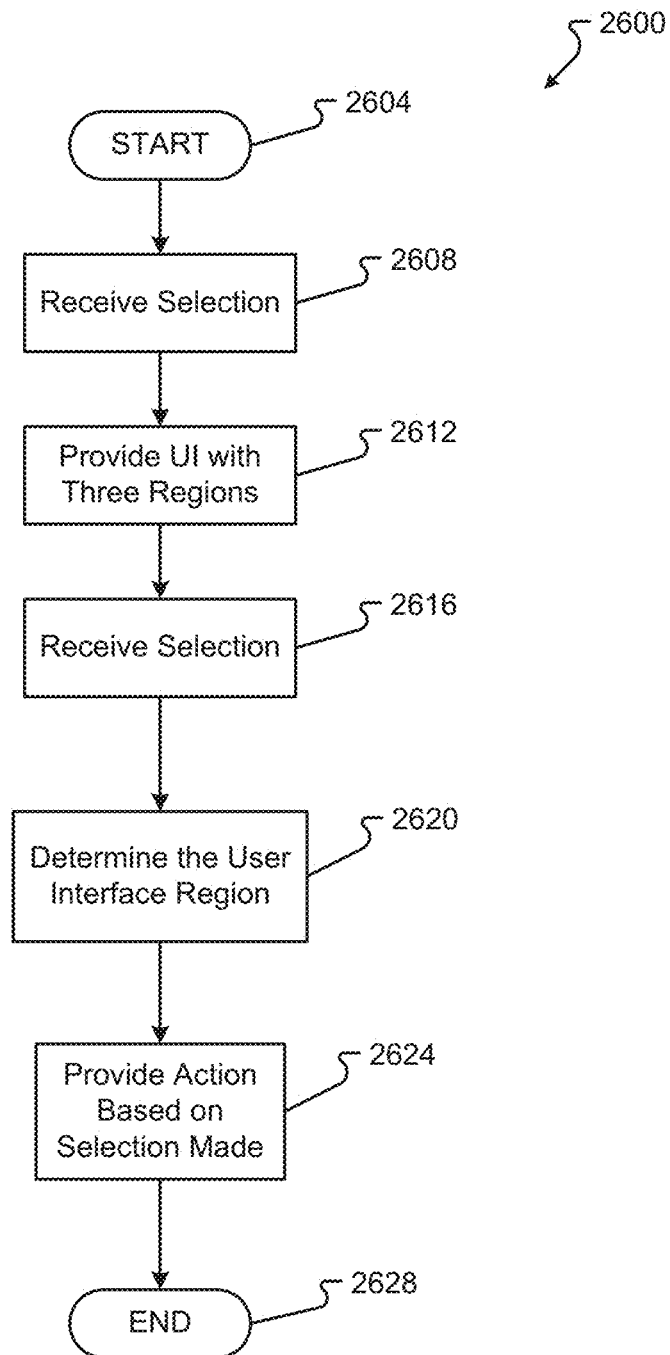 2600
2604
START
2608
Receive Selection
2612
Provide UI with
Three Regions
2616
Receive Selection
2620
Determine the User
Interface Region
2624
Provide Action
Based on
Selection Made
2628
END